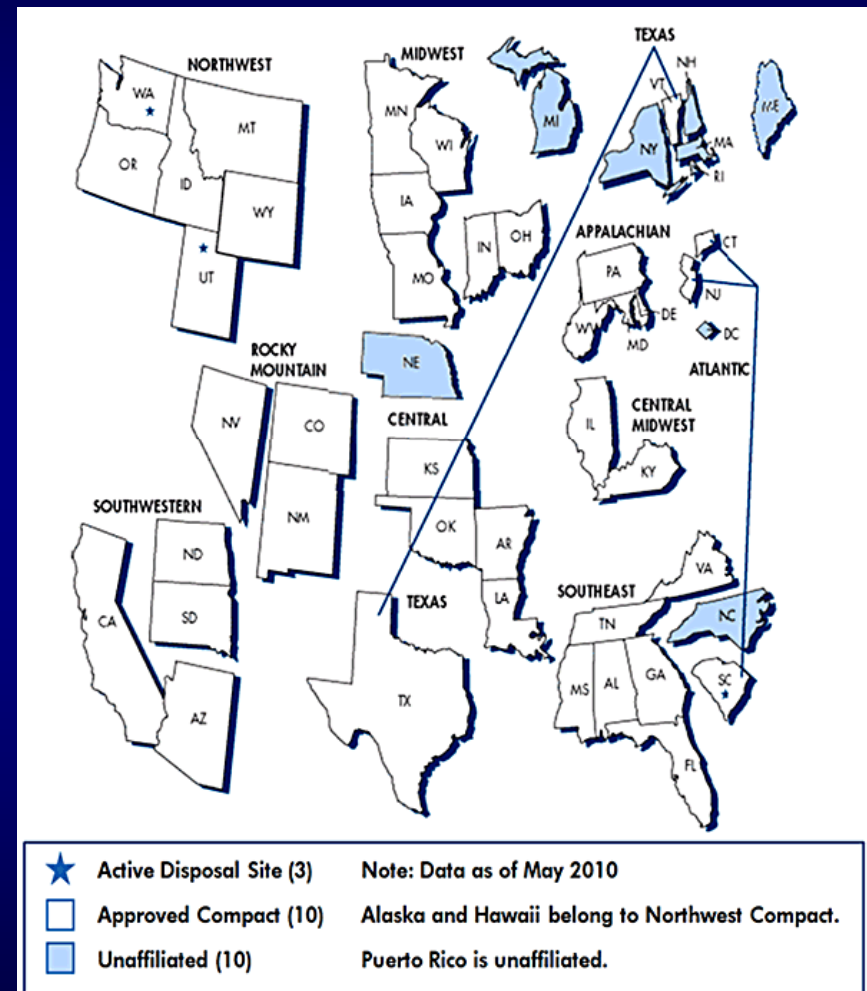 NORTHWEST
WA
MT
OR
ID
WY
UT
MIDWEST
MN
WI
MI
IA
IN
OH
MO
TEXAS
NH
VT
NY
MA
RI
ME
APPALACHIAN
PA
DE
WV
MD
CT
NJ
DC
ATLANTIC
ROCKY
MOUNTAIN
NV
CO
NM
NE
CENTRAL
KS
OK
AR
LA
IL
CENTRAL
MIDWEST
KY
SOUTHWESTERN
ND
SD
CA
AZ
TEXAS
TX
SOUTHEAST
VA
TN
NC
SC
MS
AL
GA
FL
Active Disposal Site (3)
Note: Data as of May 2010
Approved Compact (10)
Alaska and Hawaii belong to Northwest Compact.
Unaffiliated (10)
Puerto Rico is unaffiliated.